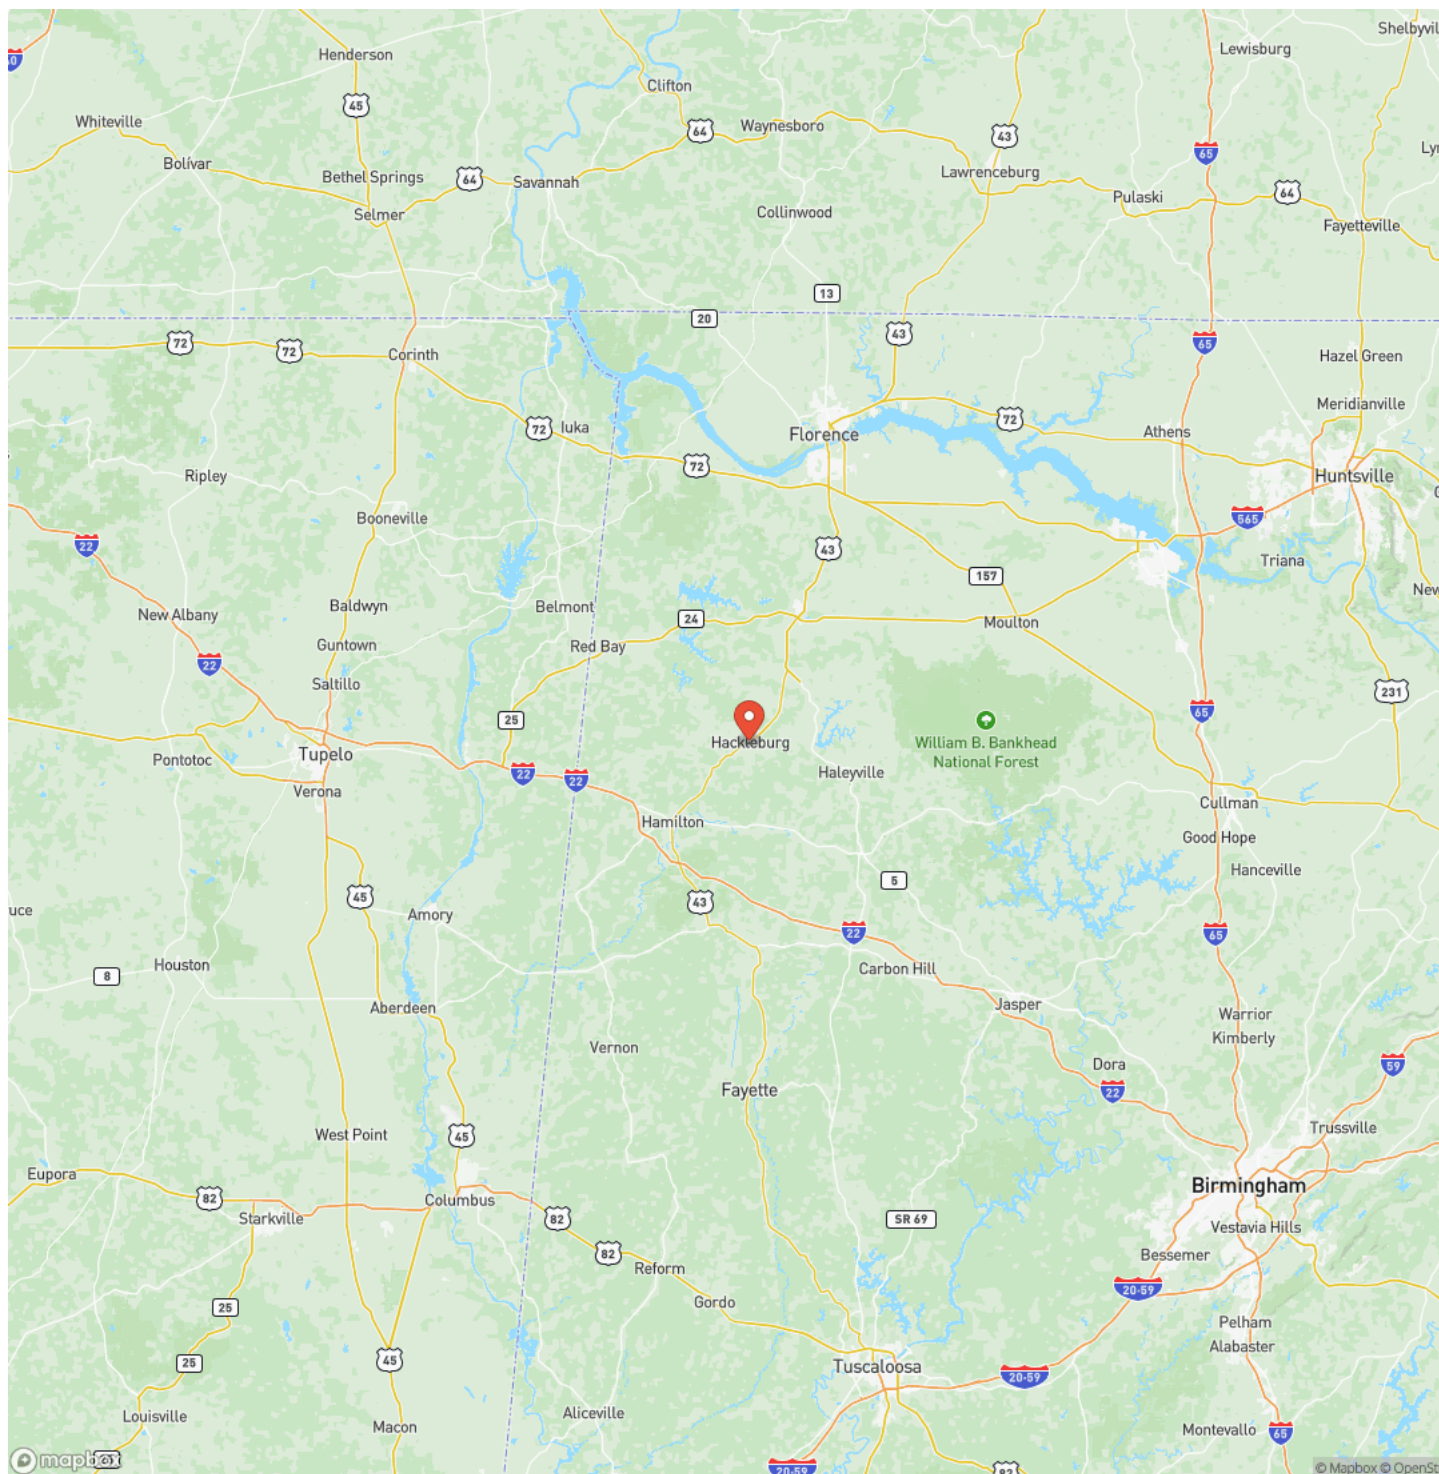 Shelbyvil
Lewisburg
Henderson
Clifton
45
Whiteville
64
Waynesboro
43
Bolívar
65
Lyn
Bethel Springs
64
Savannah
Lawrenceburg
Pulaski
64
Selmer
Collinwood
Fayetteville
13
20
72
72
43
65
Corinth
Hazel Green
Meridianville
72
Iuka
Florence
72
Athens
72
Ripley
Huntsville
Booneville
565
22
43
Triana
157
New
New Albany
Baldwyn
Belmont
24
Moulton
Guntown
Red Bay
22
Saltillo
231
25
65
Hackleburg
William B. Bankhead
National Forest
Tupelo
Pontotoc
22
22
Haleyville
Verona
Cullman
Hamilton
Good Hope
Hanceville
5
45
43
uce
Amory
22
65
Houston
Carbon Hill
8
Aberdeen
Jasper
Warrior
Kimberly
Vernon
Dora
59
Fayette
22
Trussville
West Point
45
Eupora
Birmingham
82
Columbus
Starkville
82
SR 69
Vestavia Hills
82
Bessemer
Reform
20-59
25
Gordo
Pelham
Alabaster
45
25
Tuscaloosa
20-59
Louisville
Aliceville
Macon
Montevallo
65
mapbox
20-59
82
© Mapbox © OpenSt